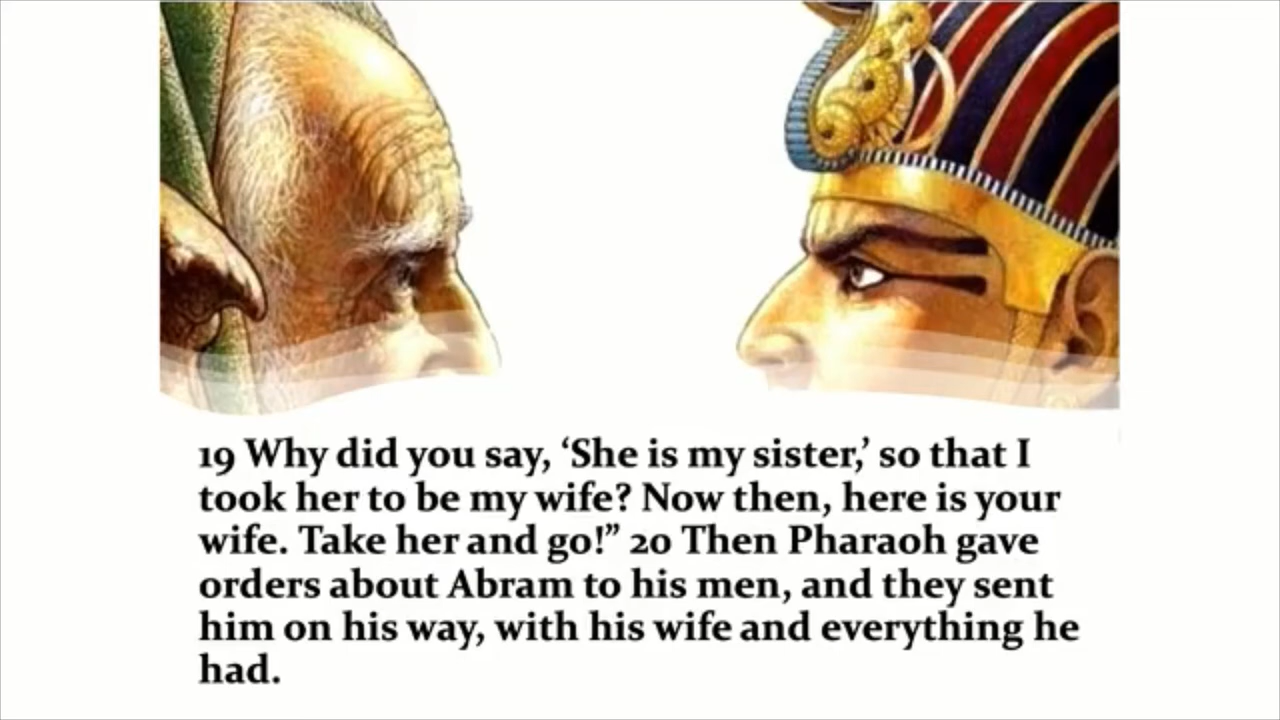 19 Why did you say, ‘She is my sister,’ so that I
took her to be my wife? Now then, here is your
wife. Take her and go!” 20 Then Pharaoh gave
orders about Abram to his men, and they sent
him on his way, with his wife and everything he
had.